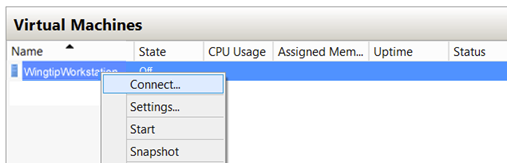 Virtual Machines
Name State CPU Usage Assigned Mem... Uptime Status
WingtipWorkstation Off
Connect...
Settings...
Start
Snapshot